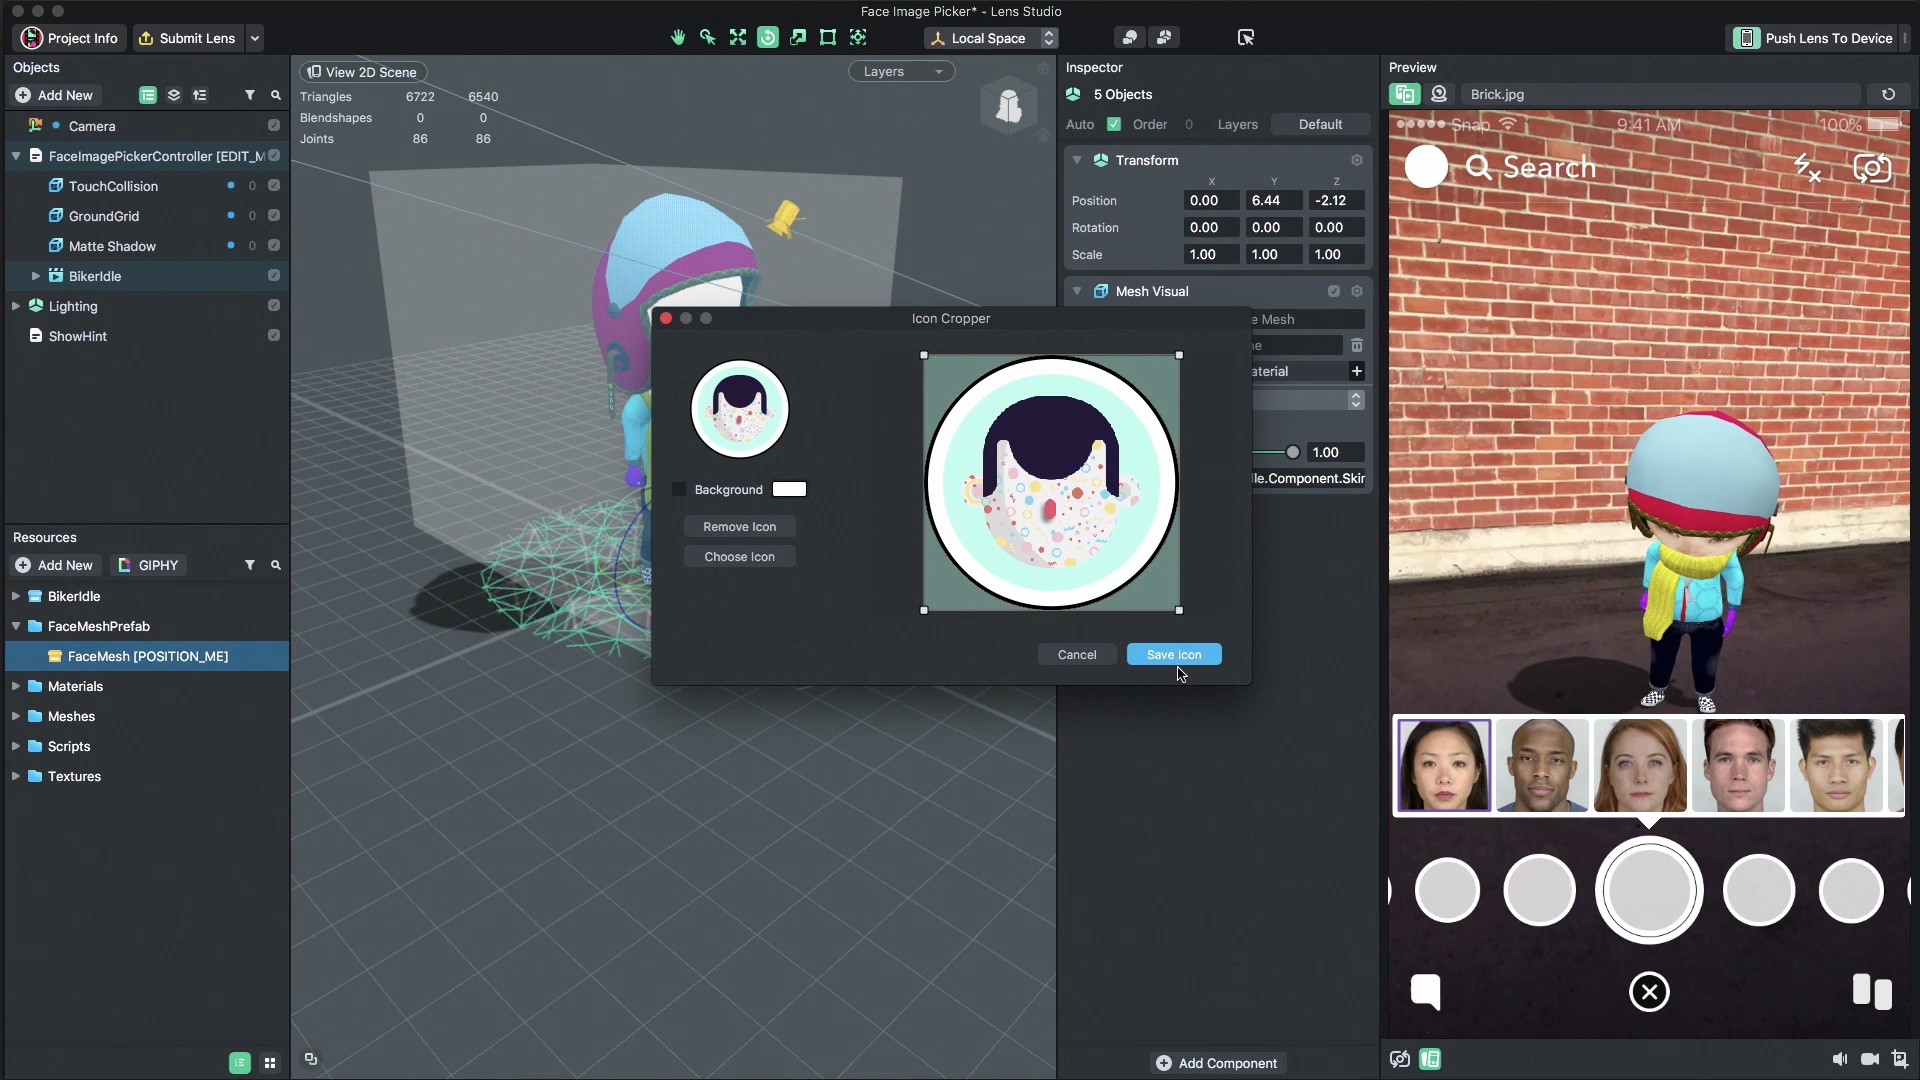 Face Image Picker* - Lens Studio
Project Info
Submit Lens
Local Space
Push Lens To Device
Objects
Add New
Camera
FaceImagePickerController [EDIT_M
TouchCollision 0
GroundGrid 0
Matte Shadow 0
BikerIdle
Lighting
ShowHint
Resources
Add New
GIPHY
BikerIdle
FaceMeshPrefab
FaceMesh [POSITION_ME]
Materials
Meshes
Scripts
Textures
View 2D Scene
Layers
Triangles 6722 6540
Blendshapes 0 0
Joints 86 86
Icon Cropper
Background
Remove Icon
Choose Icon
Cancel
Save Icon
Inspector
5 Objects
Auto Order 0 Layers Default
Transform
X Y Z
Position 0.00 6.44 -2.12
Rotation 0.00 0.00 0.00
Scale 1.00 1.00 1.00
Mesh Visual
e Mesh
ne
aterial
1.00
lle.Component.Skir
Add Component
Preview
Brick.jpg
Snap 9:41 AM 100%
Search